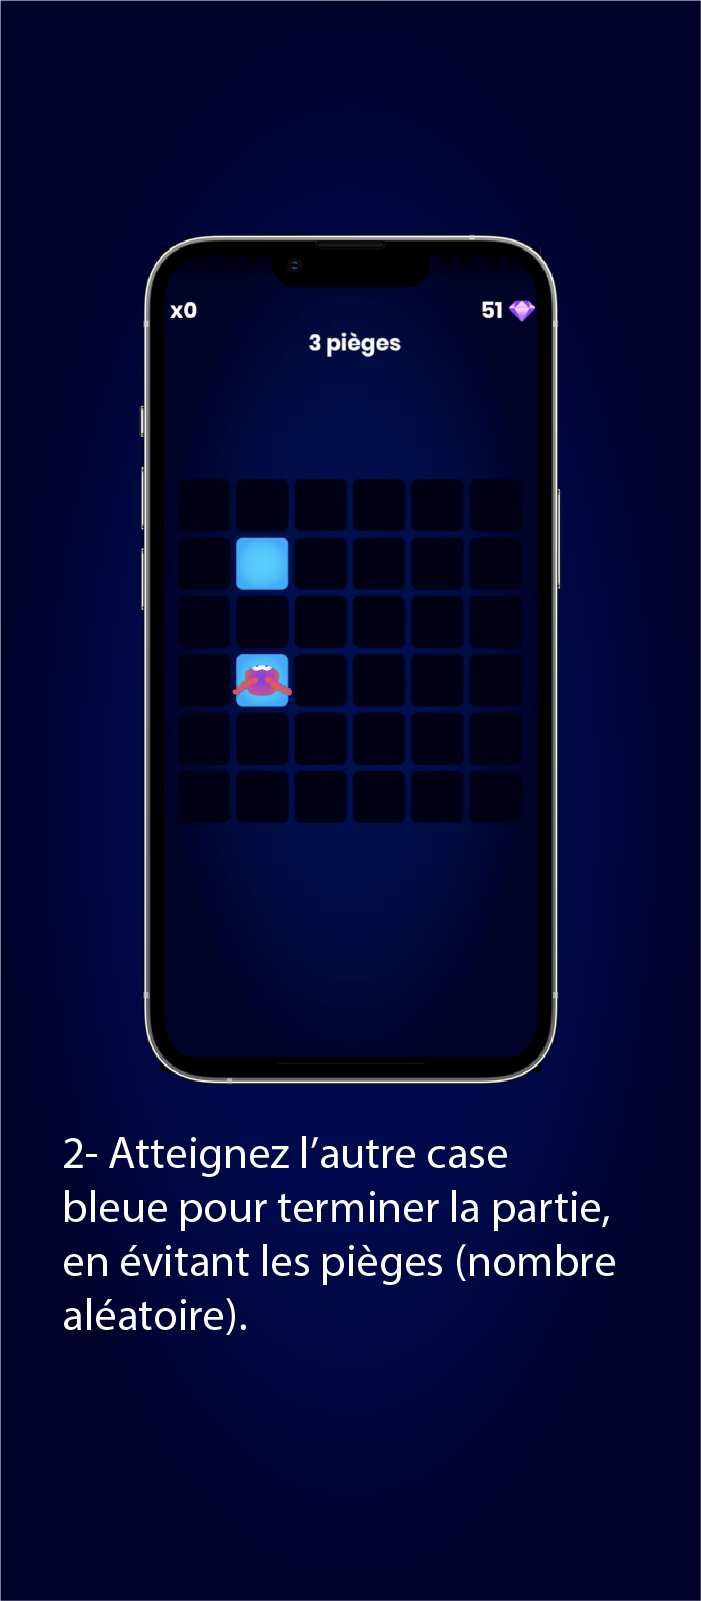 x0
51
3 pièges
2- Atteignez l’autre case
bleue pour terminer la partie,
en évitant les pièges (nombre
aléatoire).